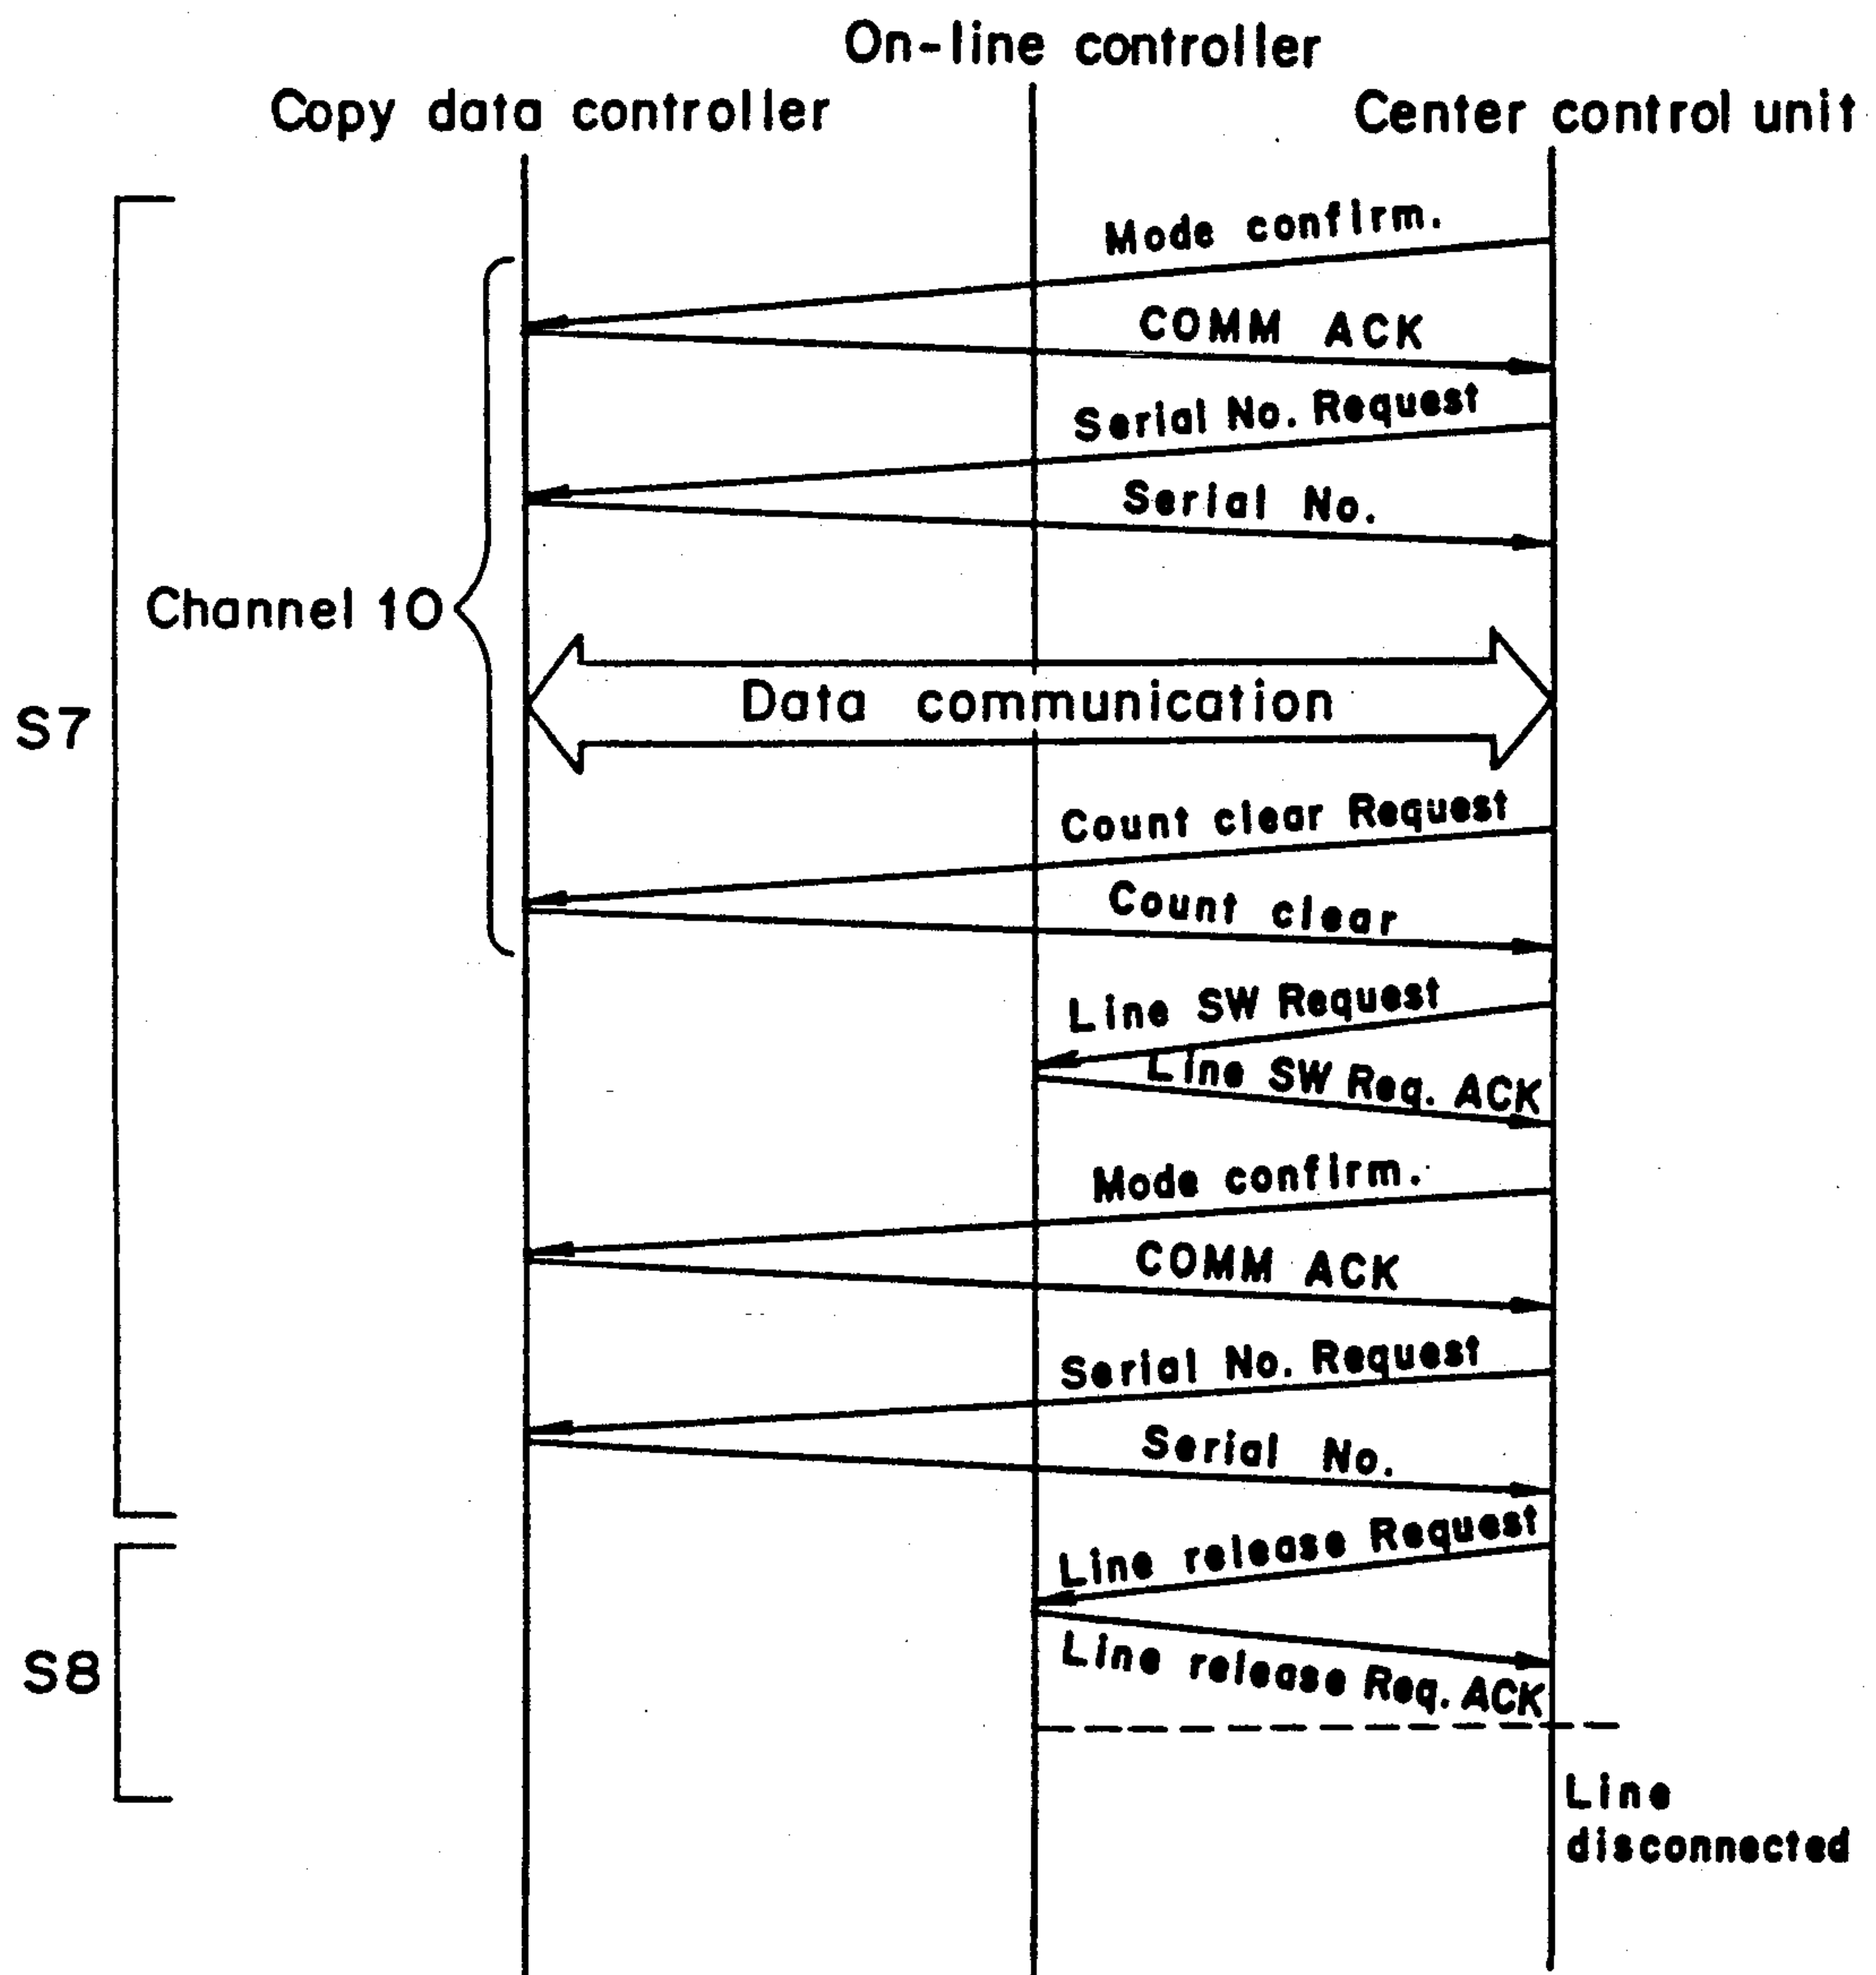 On-line controller
Copy data controller
Center control unit
Mode confirm.
COMM ACK
Serial No. Request
Serial No.
Channel 10
Data communication
S7
Count clear Request
Count clear
Line SW Request
Line SW Req. ACK
Mode confirm.
COMM ACK
Serial No. Request
Serial No.
Line release Request
Line release Req. ACK
S8
Line
disconnected